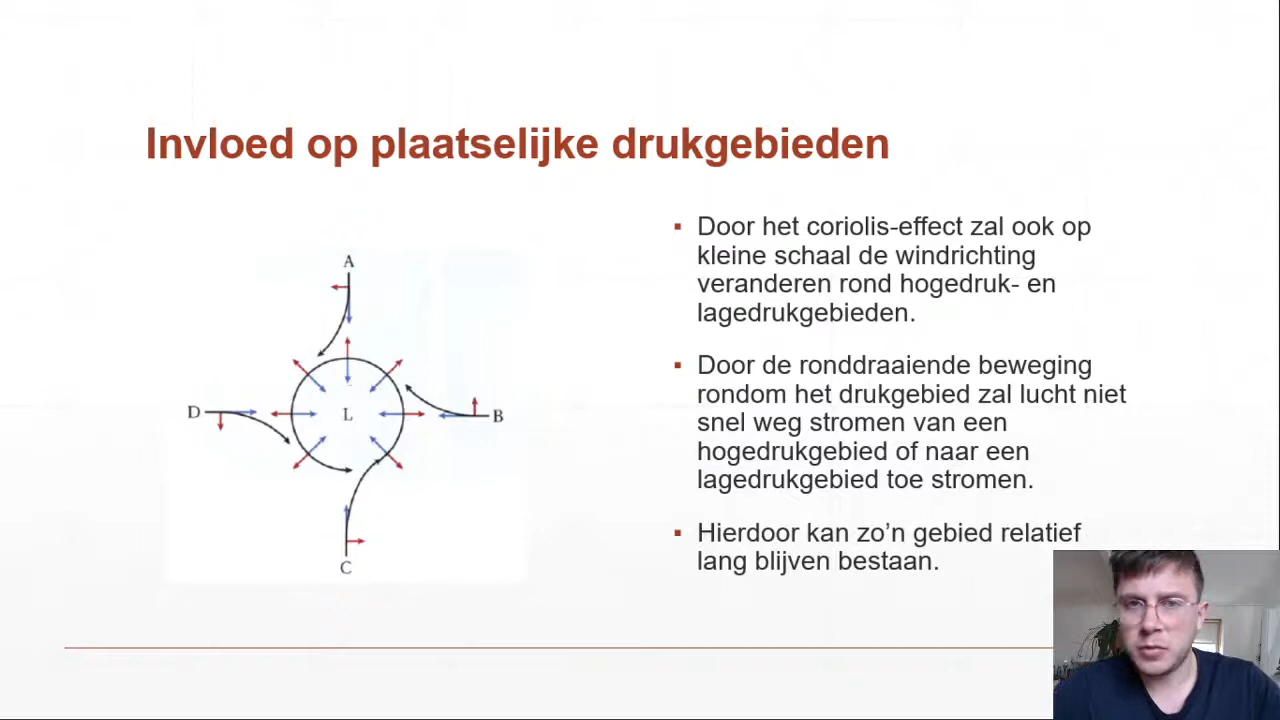 Invloed op plaatselijke drukgebieden
A
D
L
B
C
▪ Door het coriolis-effect zal ook op
kleine schaal de windrichting
veranderen rond hogedruk- en
lagedrukgebieden.
▪ Door de ronddraaiende beweging
rondom het drukgebied zal lucht niet
snel weg stromen van een
hogedrukgebied of naar een
lagedrukgebied toe stromen.
▪ Hierdoor kan zo’n gebied relatief
lang blijven bestaan.